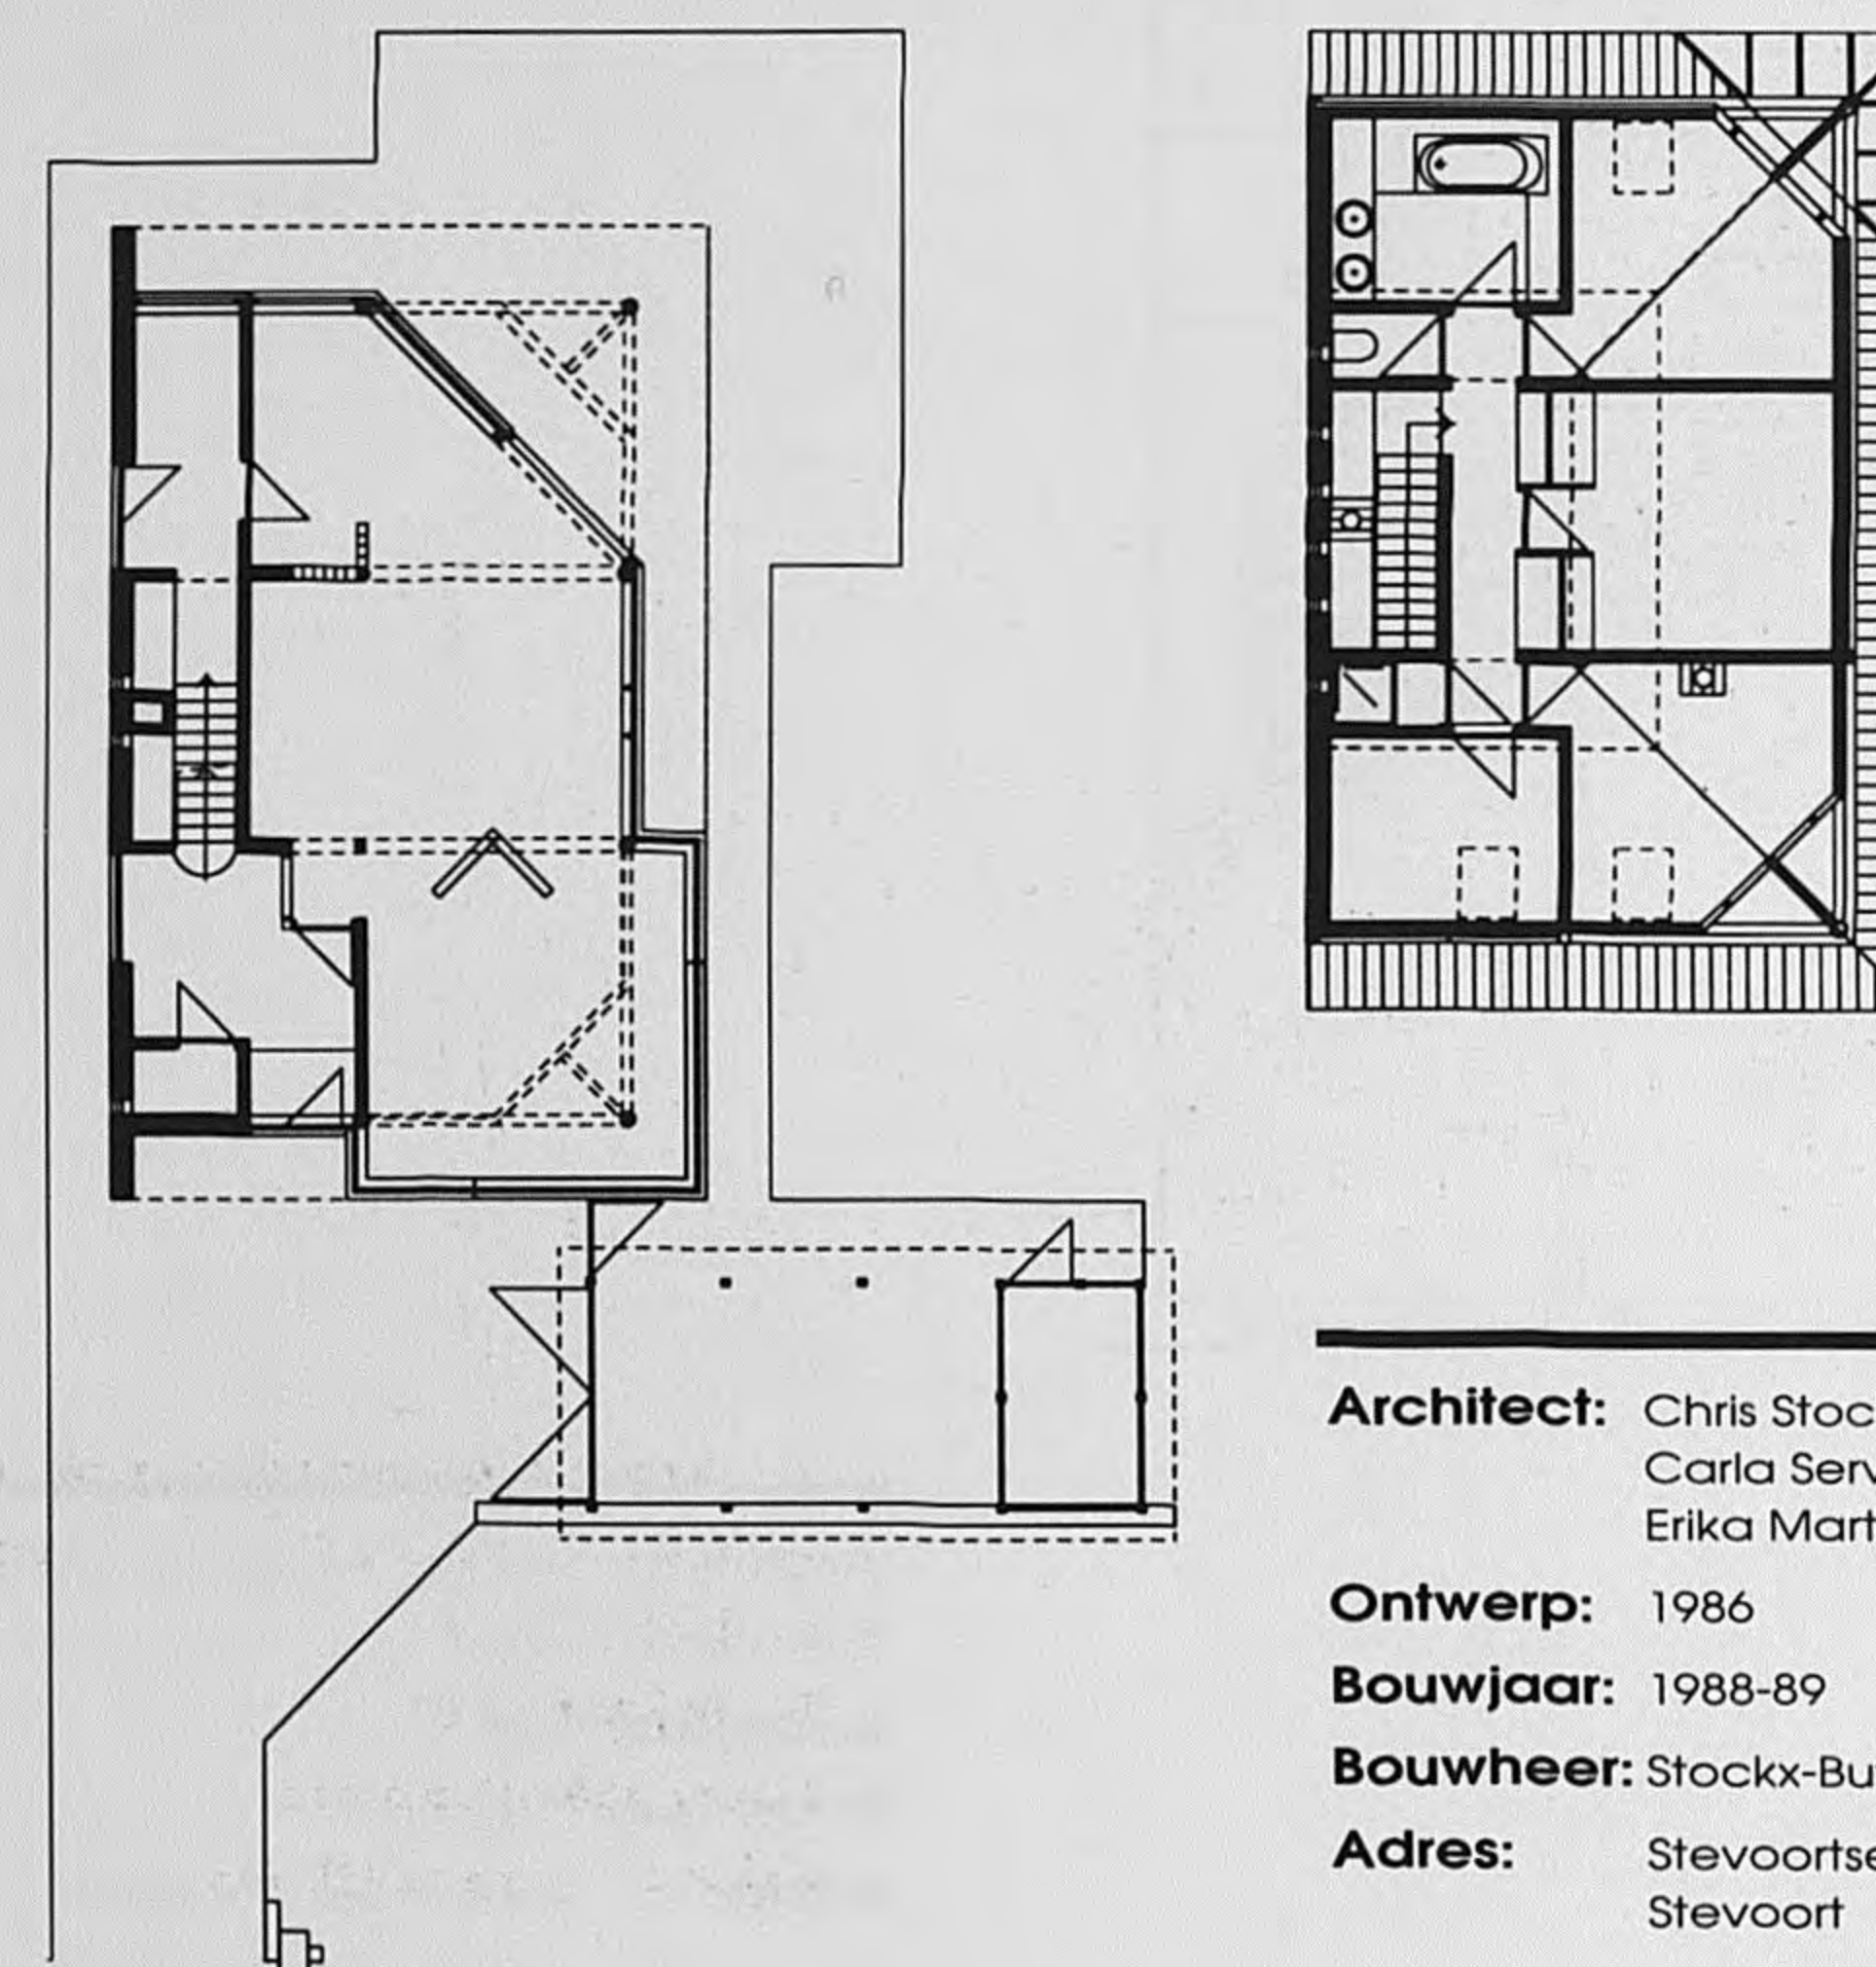 Architect: Chris Stoc
Carla Serv
Erika Mart
Ontwerp: 1986
Bouwjaar: 1988-89
Bouwheer: Stockx-Bu
Adres: Stevoortse
Stevoort